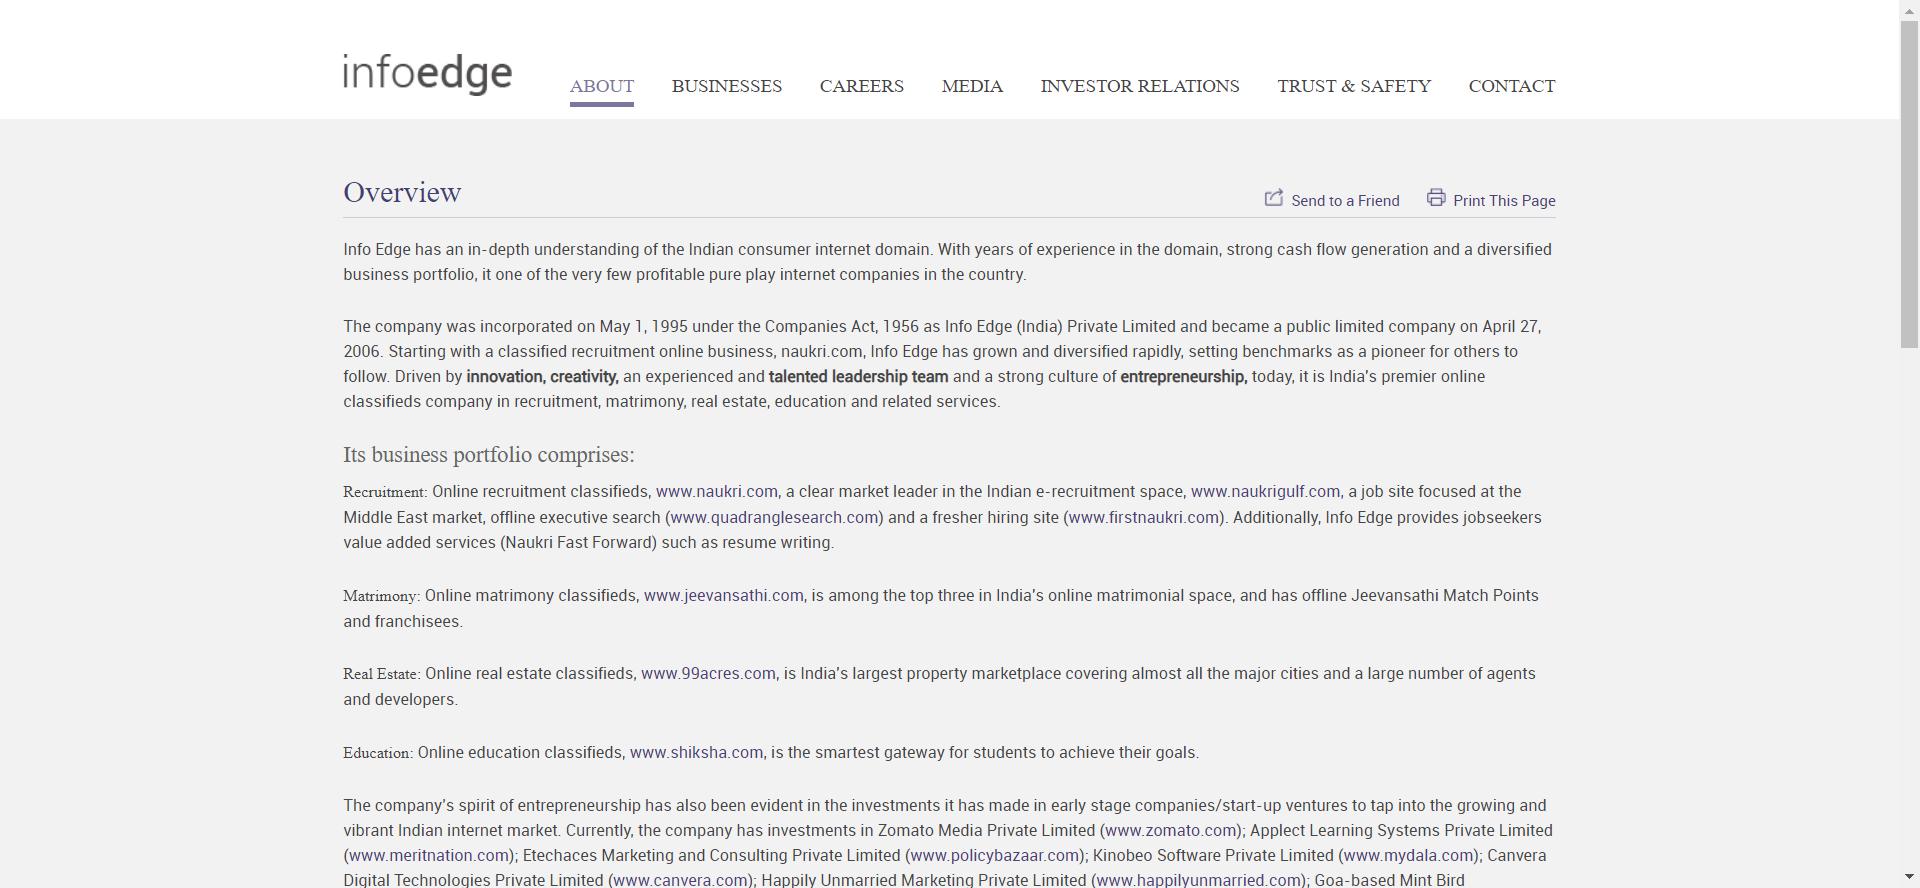 infoedge
ABOUT BUSINESSES CAREERS MEDIA INVESTOR RELATIONS TRUST & SAFETY CONTACT
Overview
Send to a Friend Print This Page
Info Edge has an in-depth understanding of the Indian consumer internet domain. With years of experience in the domain, strong cash flow generation and a diversified
business portfolio, it one of the very few profitable pure play internet companies in the country.
The company was incorporated on May 1, 1995 under the Companies Act, 1956 as Info Edge (India) Private Limited and became a public limited company on April 27,
2006. Starting with a classified recruitment online business, naukri.com, Info Edge has grown and diversified rapidly, setting benchmarks as a pioneer for others to
follow. Driven by innovation, creativity, an experienced and talented leadership team and a strong culture of entrepreneurship, today, it is India's premier online
classifieds company in recruitment, matrimony, real estate, education and related services.
Its business portfolio comprises:
Recruitment: Online recruitment classifieds, www.naukri.com, a clear market leader in the Indian e-recruitment space, www.naukrigulf.com, a job site focused at the
Middle East market, offline executive search (www.quadranglesearch.com) and a fresher hiring site (www.firstnaukri.com). Additionally, Info Edge provides jobseekers
value added services (Naukri Fast Forward) such as resume writing.
Matrimony: Online matrimony classifieds, www.jeevansathi.com, is among the top three in India's online matrimonial space, and has offline Jeevansathi Match Points
and franchisees.
Real Estate: Online real estate classifieds, www.99acres.com, is India's largest property marketplace covering almost all the major cities and a large number of agents
and developers.
Education: Online education classifieds, www.shiksha.com, is the smartest gateway for students to achieve their goals.
The company's spirit of entrepreneurship has also been evident in the investments it has made in early stage companies/start-up ventures to tap into the growing and
vibrant Indian internet market. Currently, the company has investments in Zomato Media Private Limited (www.zomato.com); Applect Learning Systems Private Limited
(www.meritnation.com); Etechaces Marketing and Consulting Private Limited (www.policybazaar.com); Kinobeo Software Private Limited (www.mydala.com); Canvera
Digital Technologies Private Limited (www.canvera.com); Happily Unmarried Marketing Private Limited (www.happilyunmarried.com); Goa-based Mint Bird